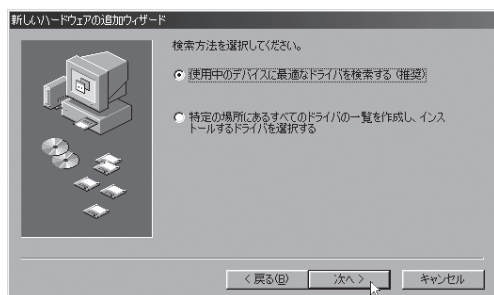 新しいハードウェアの追加ウィザード
検索方法を選択してください。
使用中のデバイスに最適なドライバを検索する（推奨）
特定の場所にあるすべてのドライバの一覧を作成し、インス
トールするドライバを選択する
< 戻る(B)
次へ >
キャンセル